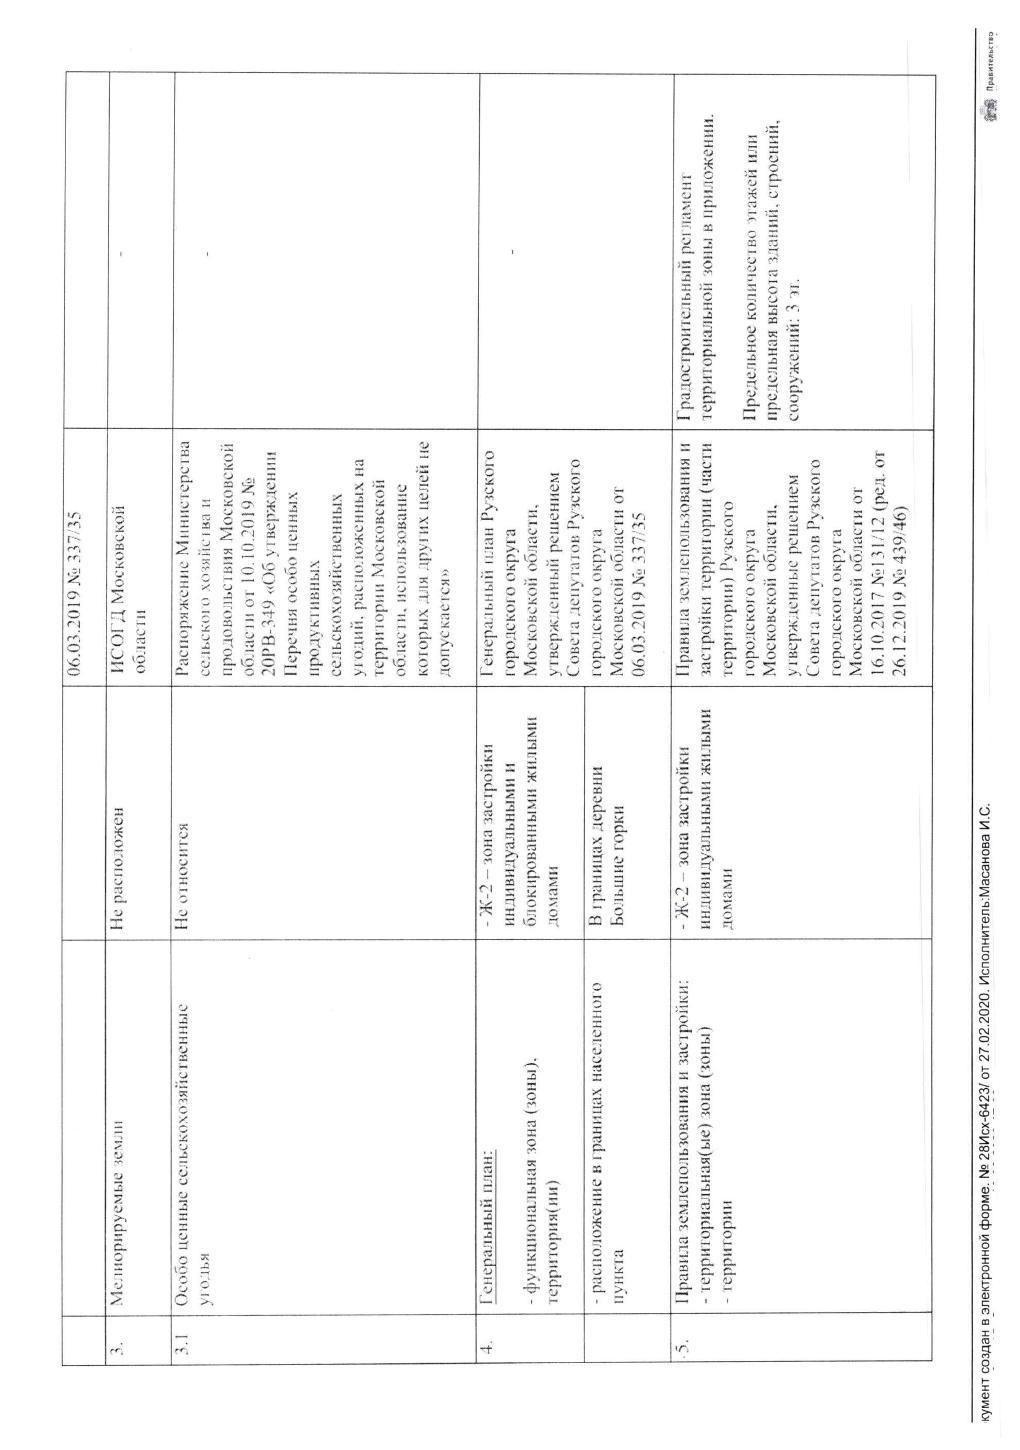 06.03.2019 № 337/35
3.
Мелиорируемые земли
Не расположен
ИСОГД Московской
области
-
3.1
Особо ценные сельскохозяйственные
угодья
Не относится
Распоряжение Министерства
сельского хозяйства и
продовольствия Московской
области от 10.10.2019 №
20РВ-349 «Об утверждении
Перечня особо ценных
продуктивных
сельскохозяйственных
угодий, расположенных на
территории Московской
области, использование
которых для других целей не
допускается»
-
4.
Генеральный план:
- функциональная зона (зоны),
территория(ии)
- Ж-2 – зона застройки
индивидуальными и
блокированными жилыми
домами
Генеральный план Рузского
городского округа
Московской области,
утвержденный решением
Совета депутатов Рузского
городского округа
Московской области от
06.03.2019 № 337/35
-
- расположение в границах населенного
пункта
В границах деревни
Большие горки
5.
Правила землепользования и застройки:
- территориальная(ые) зона (зоны)
- территории
- Ж-2 – зона застройки
индивидуальными жилыми
домами
Правила землепользования и
застройки территории (части
территории) Рузского
городского округа
Московской области,
утвержденные решением
Совета депутатов Рузского
городского округа
Московской области от
16.10.2017 №131/12 (ред. от
26.12.2019 № 439/46)
Градостроительный регламент
территориальной зоны в приложении.
Предельное количество этажей или
предельная высота зданий, строений,
сооружений: 3 эт.
кумент создан в электронной форме. № 28Исх-6423/ от 27.02.2020. Исполнитель:Масанова И.С.
Правительство